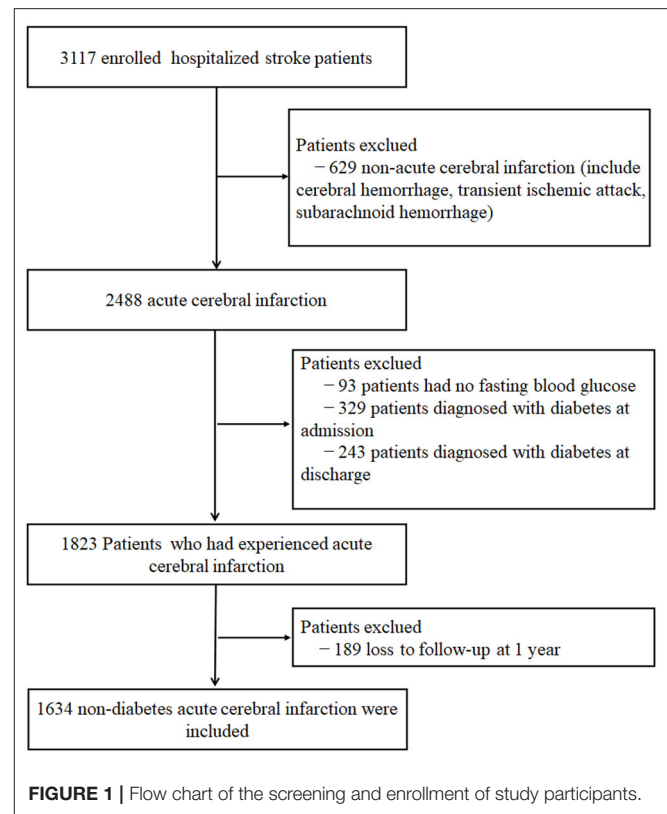 3117 enrolled hospitalized stroke patients
Patients excluded
− 629 non-acute cerebral infarction (include
cerebral hemorrhage, transient ischemic attack,
subarachnoid hemorrhage)
2488 acute cerebral infarction
Patients excluded
− 93 patients had no fasting blood glucose
− 329 patients diagnosed with diabetes at
admission
− 243 patients diagnosed with diabetes at
discharge
1823 Patients who had experienced acute
cerebral infarction
Patients excluded
− 189 loss to follow-up at 1 year
1634 non-diabetes acute cerebral infarction were
included
FIGURE 1 | Flow chart of the screening and enrollment of study participants.